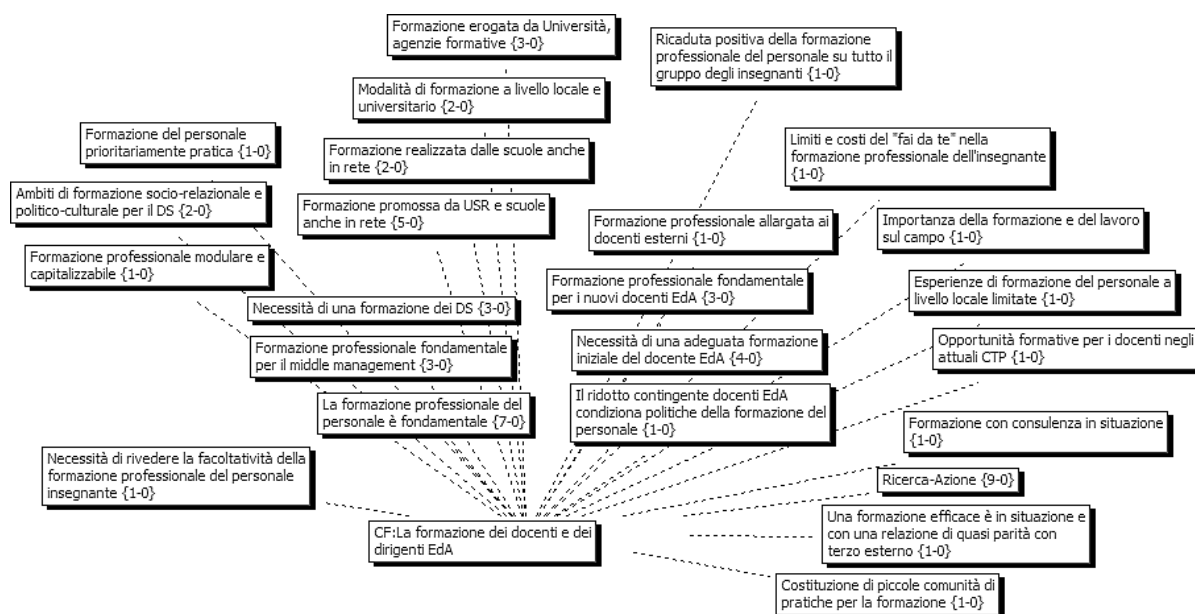 Formazione erogata da Università,
agenzie formative {3-0}
Ricaduta positiva della formazione
professionale del personale su tutto il
gruppo degli insegnanti {1-0}
Modalità di formazione a livello locale e
universitario {2-0}
Formazione del personale
prioritariamente pratica {1-0}
Limiti e costi del "fai da te" nella
formazione professionale dell'insegnante
{1-0}
Formazione realizzata dalle scuole anche
in rete {2-0}
Ambiti di formazione socio-relazionale e
politico-culturale per il DS {2-0}
Formazione promossa da USR e scuole
anche in rete {5-0}
Formazione professionale allargata ai
docenti esterni {1-0}
Importanza della formazione e del lavoro
sul campo {1-0}
Formazione professionale modulare e
capitalizzabile {1-0}
Formazione professionale fondamentale
per i nuovi docenti EdA {3-0}
Esperienze di formazione del personale a
livello locale limitate {1-0}
Necessità di una formazione dei DS {3-0}
Formazione professionale fondamentale
per il middle management {3-0}
Necessità di una adeguata formazione
iniziale del docente EdA {4-0}
Opportunità formative per i docenti negli
attuali CTP {1-0}
La formazione professionale del
personale è fondamentale {7-0}
Il ridotto contingente docenti EdA
condiziona politiche della formazione del
personale {1-0}
Formazione con consulenza in situazione
{1-0}
Necessità di rivedere la facoltatività della
formazione professionale del personale
insegnante {1-0}
Ricerca-Azione {9-0}
CF:La formazione dei docenti e dei
dirigenti EdA
Una formazione efficace è in situazione e
con una relazione di quasi parità con
terzo esterno {1-0}
Costituzione di piccole comunità di
pratiche per la formazione {1-0}